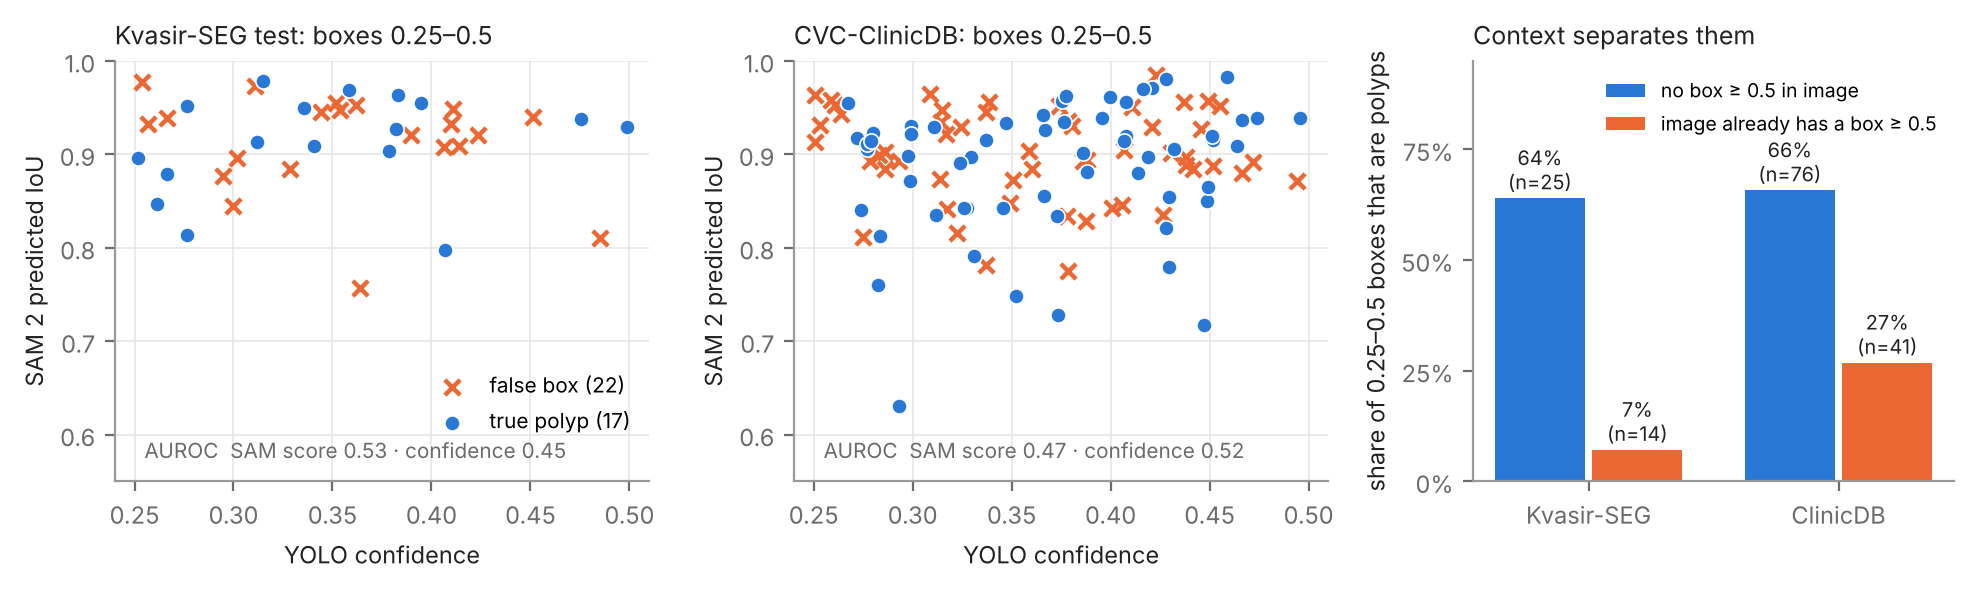 Kvasir-SEG test: boxes 0.25–0.5
SAM 2 predicted IoU
1.0
0.9
0.8
0.7
0.6
false box (22)
true polyp (17)
AUROC  SAM score 0.53 · confidence 0.45
0.25 0.30 0.35 0.40 0.45 0.50
YOLO confidence
CVC-ClinicDB: boxes 0.25–0.5
SAM 2 predicted IoU
1.0
0.9
0.8
0.7
0.6
AUROC  SAM score 0.47 · confidence 0.52
0.25 0.30 0.35 0.40 0.45 0.50
YOLO confidence
Context separates them
share of 0.25–0.5 boxes that are polyps
no box ≥ 0.5 in image
image already has a box ≥ 0.5
75%
50%
25%
0%
64%
(n=25)
7%
(n=14)
66%
(n=76)
27%
(n=41)
Kvasir-SEG
ClinicDB